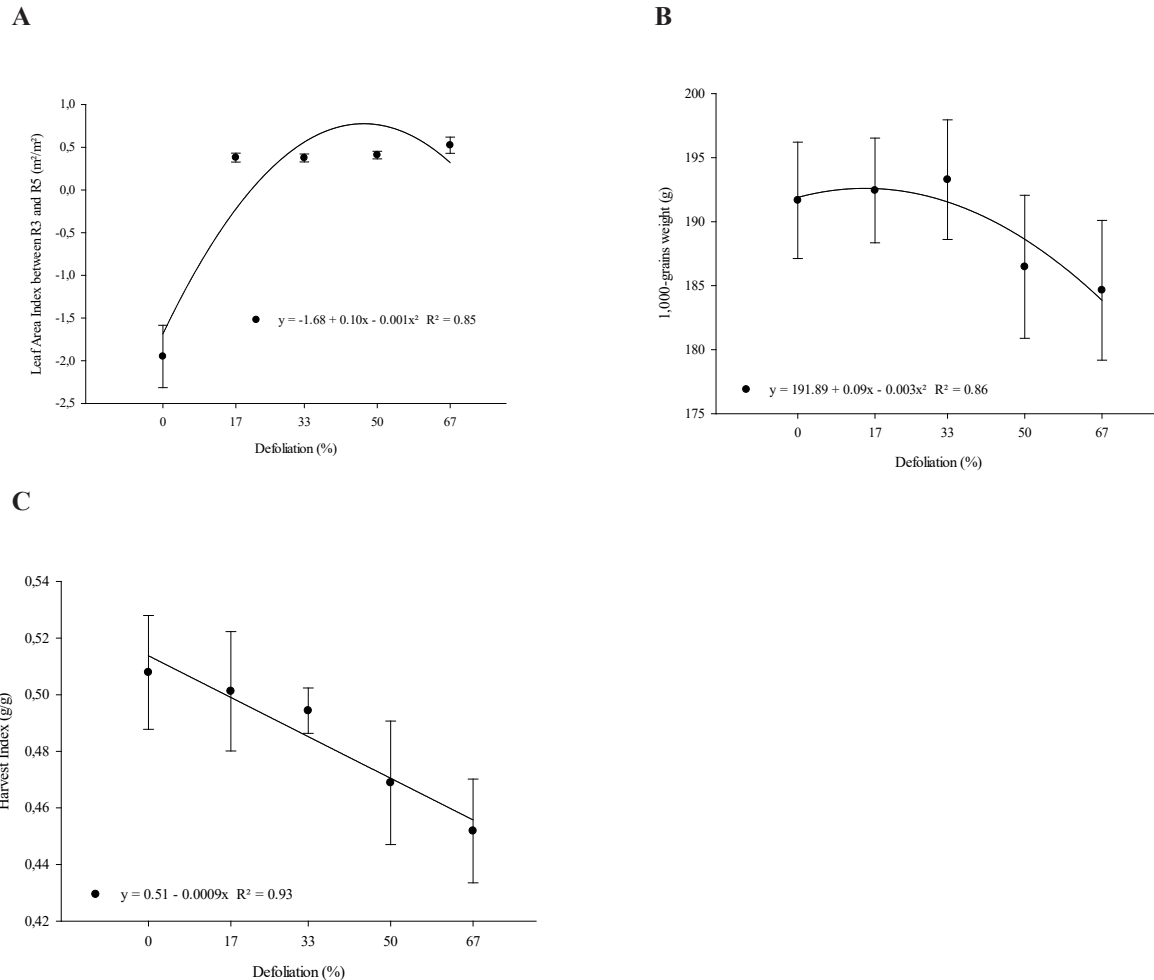 A
B
1,0
0,5
0,0
-0,5
-1,0
-1,5
-2,0
-2,5
Leaf Area Index between R3 and R5 (m²/m²)
y = -1.68 + 0.10x - 0.001x² R² = 0.85
0 17 33 50 67
Defoliation (%)
200
195
190
185
180
175
1,000-grains weight (g)
y = 191.89 + 0.09x - 0.003x² R² = 0.86
0 17 33 50 67
Defoliation (%)
C
0,54
0,52
0,50
0,48
0,46
0,44
0,42
Harvest Index (g/g)
y = 0.51 - 0.0009x R² = 0.93
0 17 33 50 67
Defoliation (%)